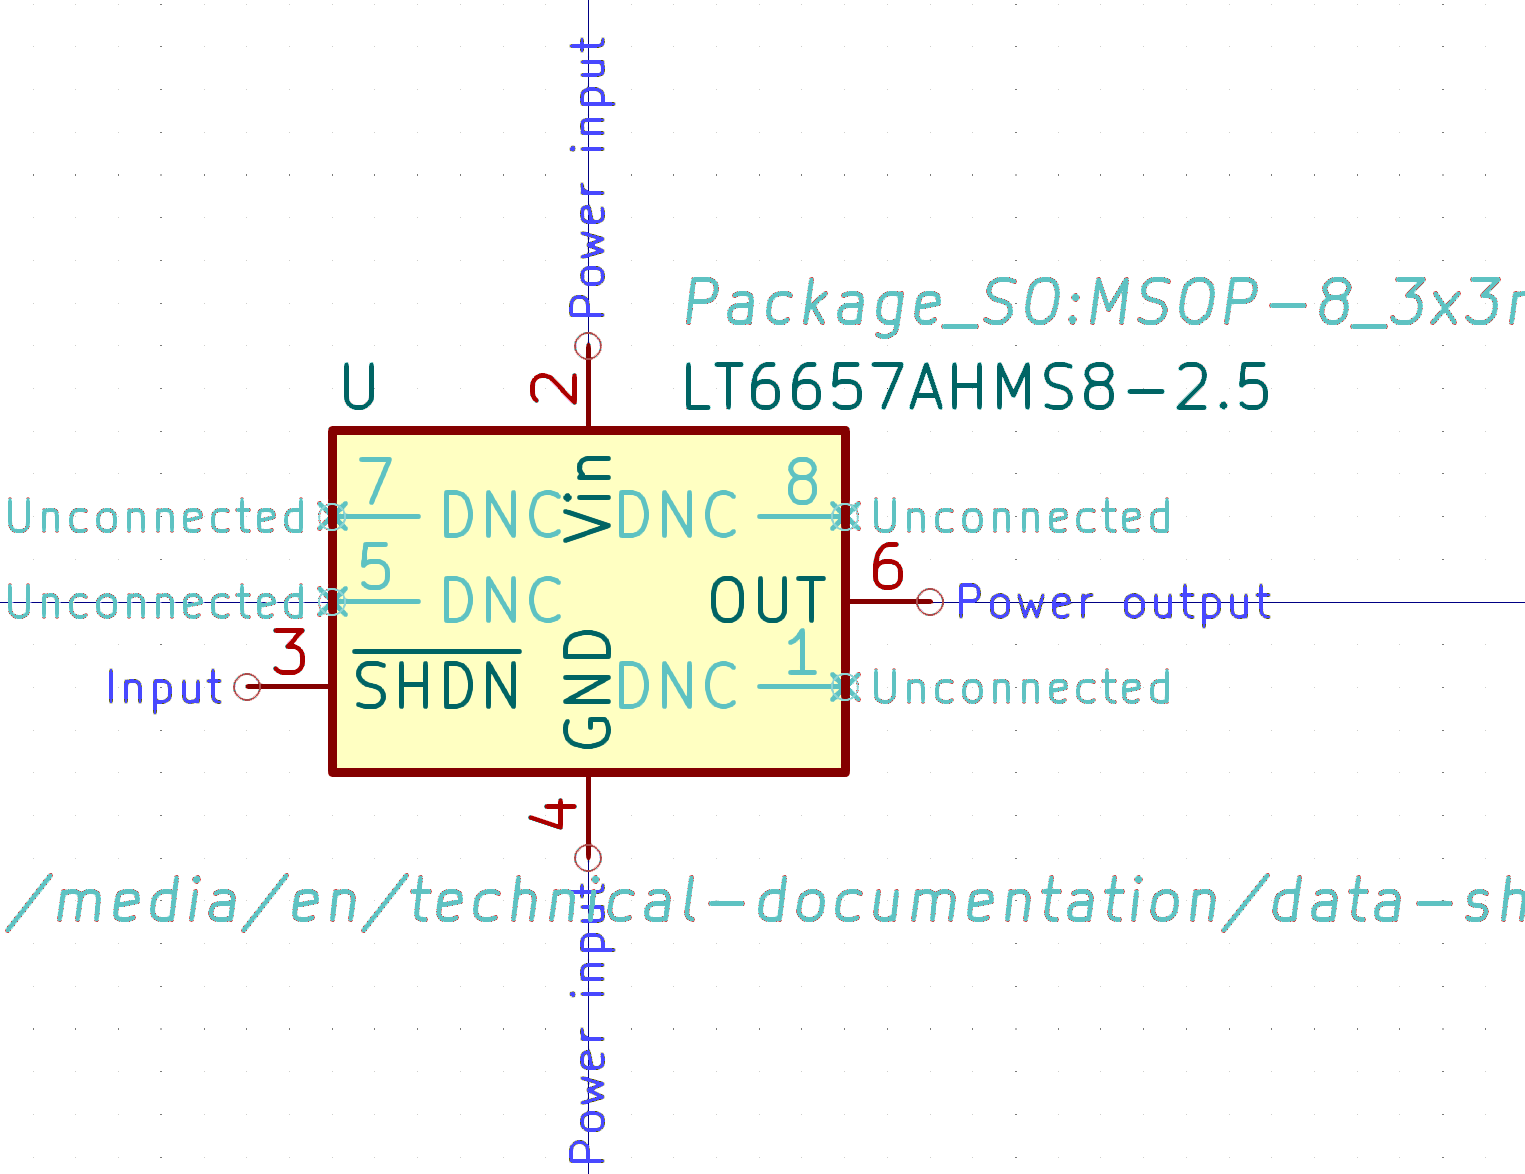 Power input
Package_SO:MSOP-8_3x3
U
2
LT6657AHMS8-2.5
7
Vin
8
Unconnected
DNC
DNC
Unconnected
5
6
Unconnected
DNC
OUT
Power output
3
1
Input
SHDN
GND
DNC
Unconnected
4
/media/en/technical-documentation/data-sh
Power input